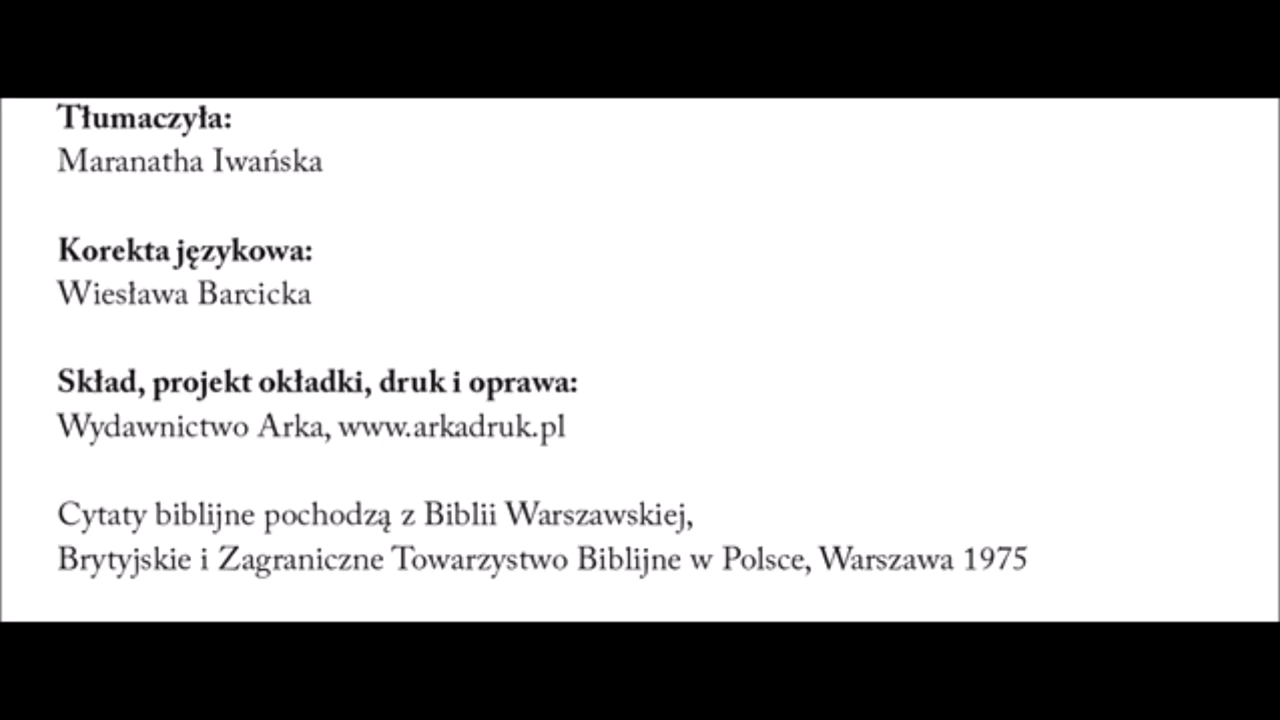 Tłumaczyła:
Maranatha Iwańska
Korekta językowa:
Wiesława Barcicka
Skład, projekt okładki, druk i oprawa:
Wydawnictwo Arka, www.arkadruk.pl
Cytaty biblijne pochodzą z Biblii Warszawskiej,
Brytyjskie i Zagraniczne Towarzystwo Biblijne w Polsce, Warszawa 1975